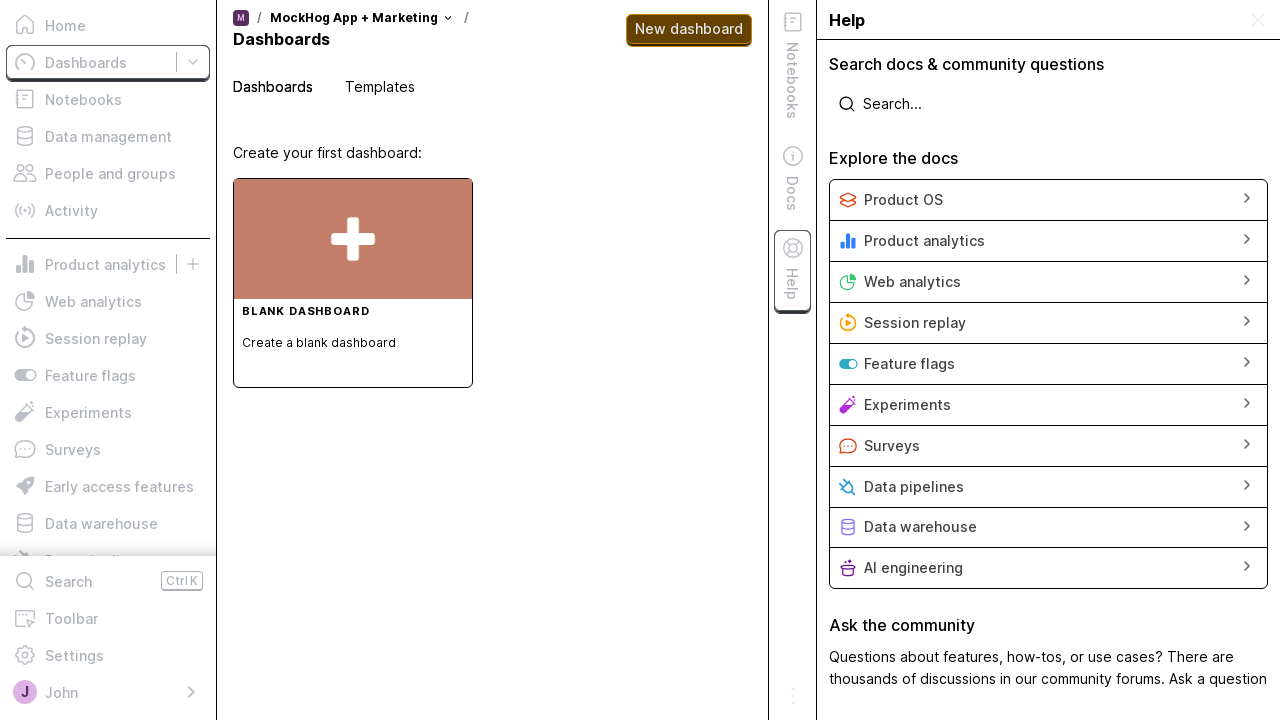 Home
Dashboards
Notebooks
Data management
People and groups
Activity
Product analytics
Web analytics
Session replay
Feature flags
Experiments
Surveys
Early access features
Data warehouse
Search Ctrl K
Toolbar
Settings
J John
M / MockHog App + Marketing /
Dashboards
New dashboard
Dashboards Templates
Create your first dashboard:
BLANK DASHBOARD
Create a blank dashboard
Notebooks
Docs
Help
Help
Search docs & community questions
Search...
Explore the docs
Product OS
Product analytics
Web analytics
Session replay
Feature flags
Experiments
Surveys
Data pipelines
Data warehouse
AI engineering
Ask the community
Questions about features, how-tos, or use cases? There are
thousands of discussions in our community forums. Ask a question